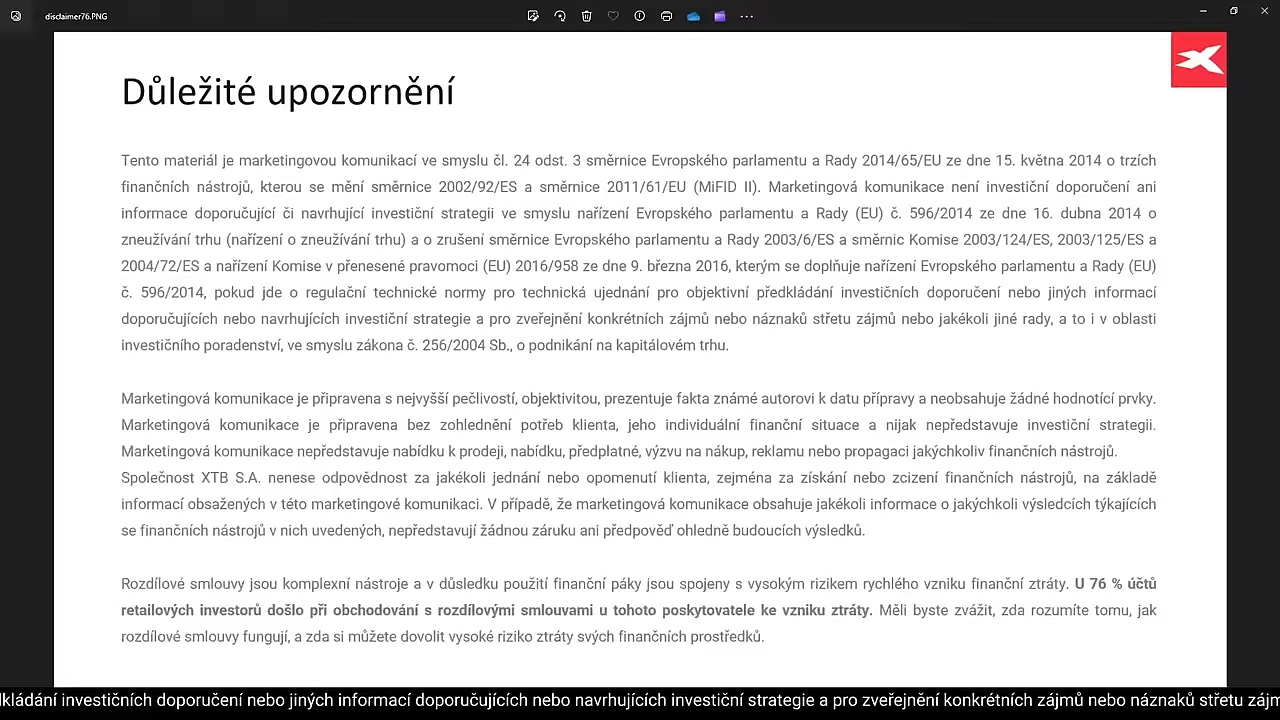 disclaimer76.PNG
Důležité upozornění
Tento materiál je marketingovou komunikací ve smyslu čl. 24 odst. 3 směrnice Evropského parlamentu a Rady 2014/65/EU ze dne 15. května 2014 o trzích
finančních nástrojů, kterou se mění směrnice 2002/92/ES a směrnice 2011/61/EU (MiFID II). Marketingová komunikace není investiční doporučení ani
informace doporučující či navrhující investiční strategii ve smyslu nařízení Evropského parlamentu a Rady (EU) č. 596/2014 ze dne 16. dubna 2014 o
zneužívání trhu (nařízení o zneužívání trhu) a o zrušení směrnice Evropského parlamentu a Rady 2003/6/ES a směrnic Komise 2003/124/ES, 2003/125/ES a
2004/72/ES a nařízení Komise v přenesené pravomoci (EU) 2016/958 ze dne 9. března 2016, kterým se doplňuje nařízení Evropského parlamentu a Rady (EU)
č. 596/2014, pokud jde o regulační technické normy pro technická ujednání pro objektivní předkládání investičních doporučení nebo jiných informací
doporučujících nebo navrhujících investiční strategie a pro zveřejnění konkrétních zájmů nebo náznaků střetu zájmů nebo jakékoli jiné rady, a to i v oblasti
investičního poradenství, ve smyslu zákona č. 256/2004 Sb., o podnikání na kapitálovém trhu.
Marketingová komunikace je připravena s nejvyšší pečlivostí, objektivitou, prezentuje fakta známé autorovi k datu přípravy a neobsahuje žádné hodnotící prvky.
Marketingová komunikace je připravena bez zohlednění potřeb klienta, jeho individuální finanční situace a nijak nepředstavuje investiční strategii.
Marketingová komunikace nepředstavuje nabídku k prodeji, nabídku, předplatné, výzvu na nákup, reklamu nebo propagaci jakýchkoliv finančních nástrojů.
Společnost XTB S.A. nenese odpovědnost za jakékoli jednání nebo opomenutí klienta, zejména za získání nebo zcizení finančních nástrojů, na základě
informací obsažených v této marketingové komunikaci. V případě, že marketingová komunikace obsahuje jakékoli informace o jakýchkoli výsledcích týkajících
se finančních nástrojů v nich uvedených, nepředstavují žádnou záruku ani předpověď ohledně budoucích výsledků.
Rozdílové smlouvy jsou komplexní nástroje a v důsledku použití finanční páky jsou spojeny s vysokým rizikem rychlého vzniku finanční ztráty. U 76 % účtů
retailových investorů došlo při obchodování s rozdílovými smlouvami u tohoto poskytovatele ke vzniku ztráty. Měli byste zvážit, zda rozumíte tomu, jak
rozdílové smlouvy fungují, a zda si můžete dovolit vysoké riziko ztráty svých finančních prostředků.
dkládání investičních doporučení nebo jiných informací doporučujících nebo navrhujících investiční strategie a pro zveřejnění konkrétních zájmů nebo náznaků střetu zájm